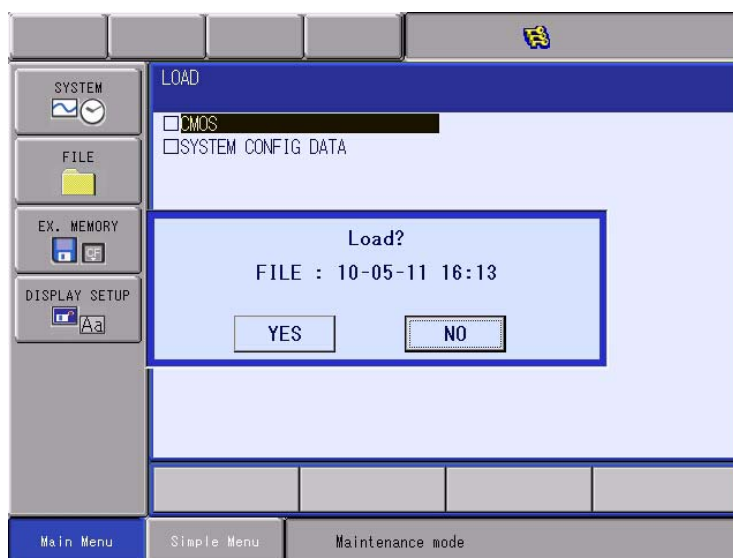 SYSTEM
FILE
EX. MEMORY
CF
DISPLAY SETUP
Aa
LOAD
CMOS
SYSTEM CONFIG DATA
Load?
FILE : 10-05-11 16:13
YES NO
Main Menu Simple Menu Maintenance mode